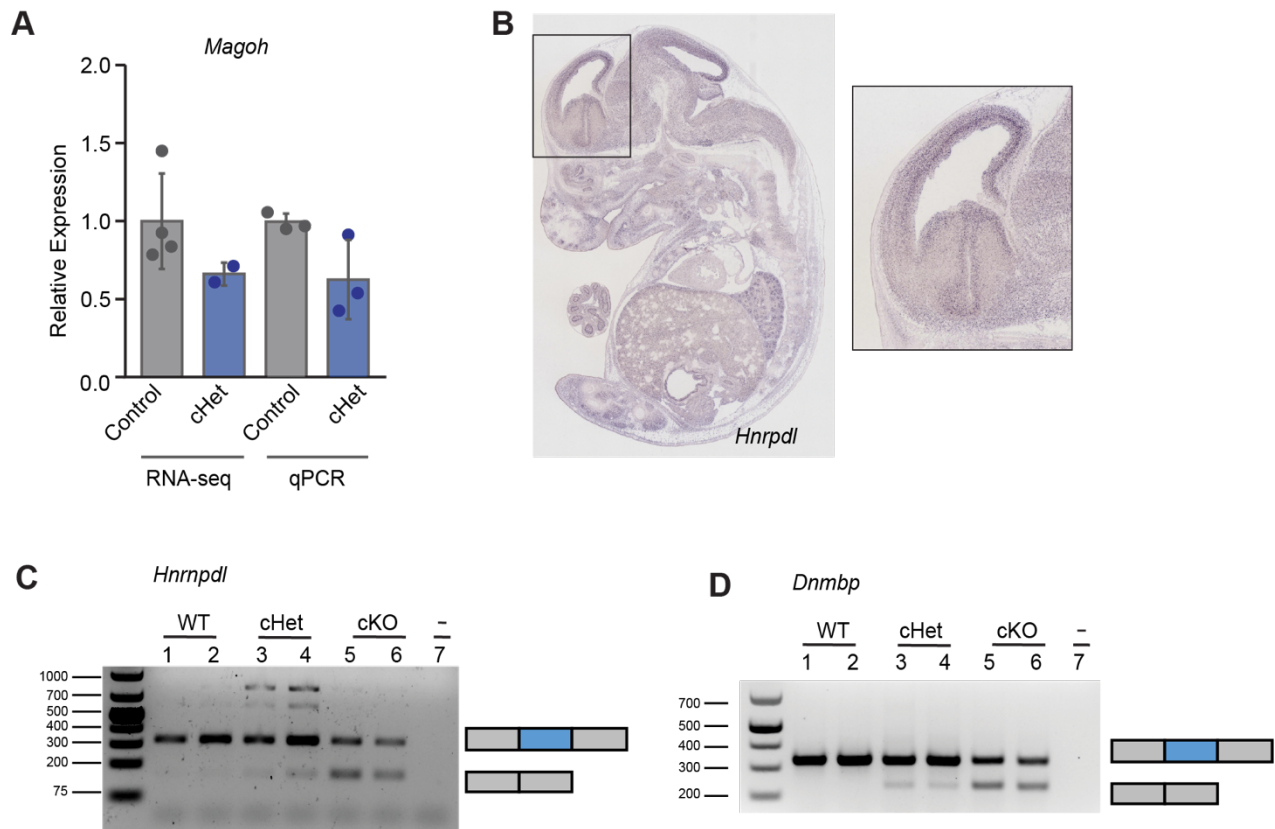 A
Magoh
Relative Expression
2.0
1.5
1.0
0.5
0.0
Control
cHet
Control
cHet
RNA-seq
qPCR
B
Hnrpdl
C
Hnrnpdl
WT cHet cKO –
1 2 3 4 5 6 7
1000
700
500
400
300
200
75
D
Dnmbp
WT cHet cKO –
1 2 3 4 5 6 7
700
500
400
300
200